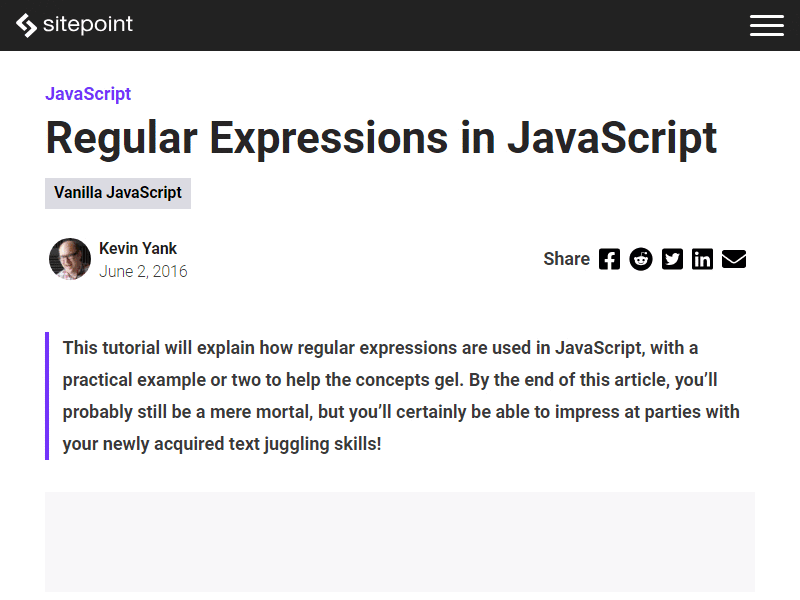 sitepoint
JavaScript
Regular Expressions in JavaScript
Vanilla JavaScript
Kevin Yank
June 2, 2016
Share
This tutorial will explain how regular expressions are used in JavaScript, with a
practical example or two to help the concepts gel. By the end of this article, you’ll
probably still be a mere mortal, but you’ll certainly be able to impress at parties with
your newly acquired text juggling skills!